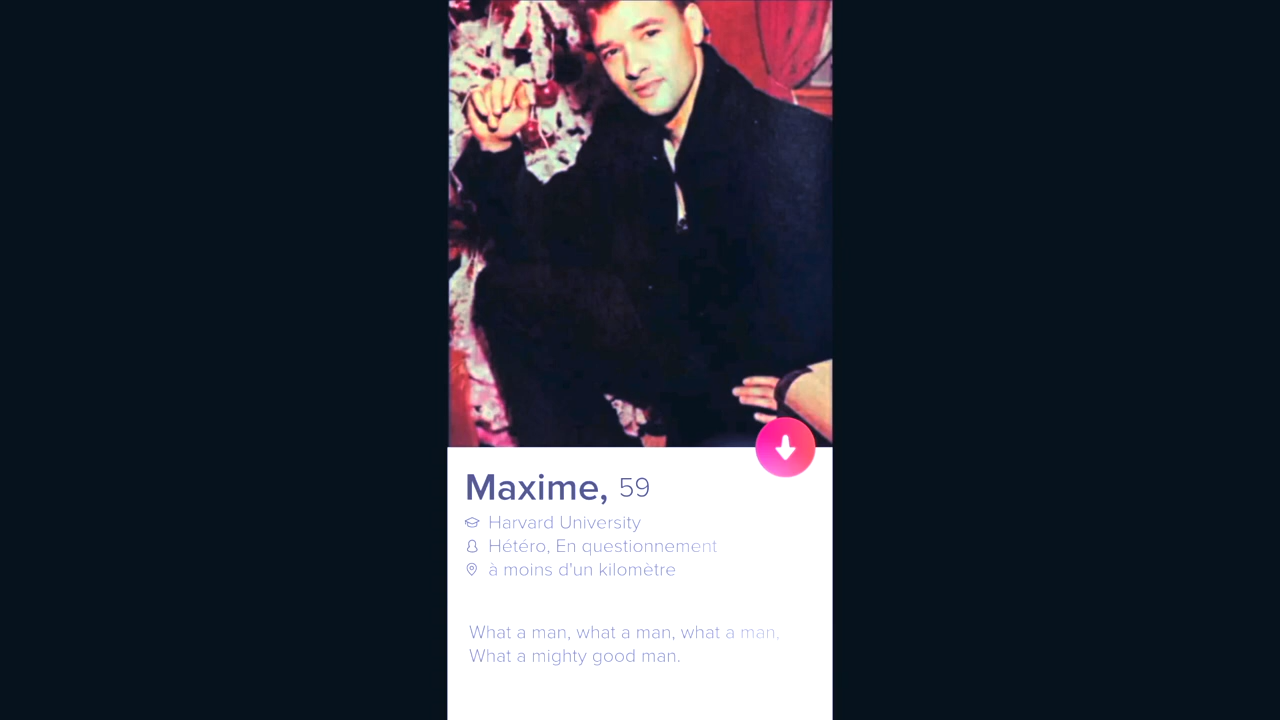 Maxime, 59
Harvard University
Hétéro, En questionnement
à moins d'un kilomètre
What a man, what a man, what a man,
What a mighty good man.